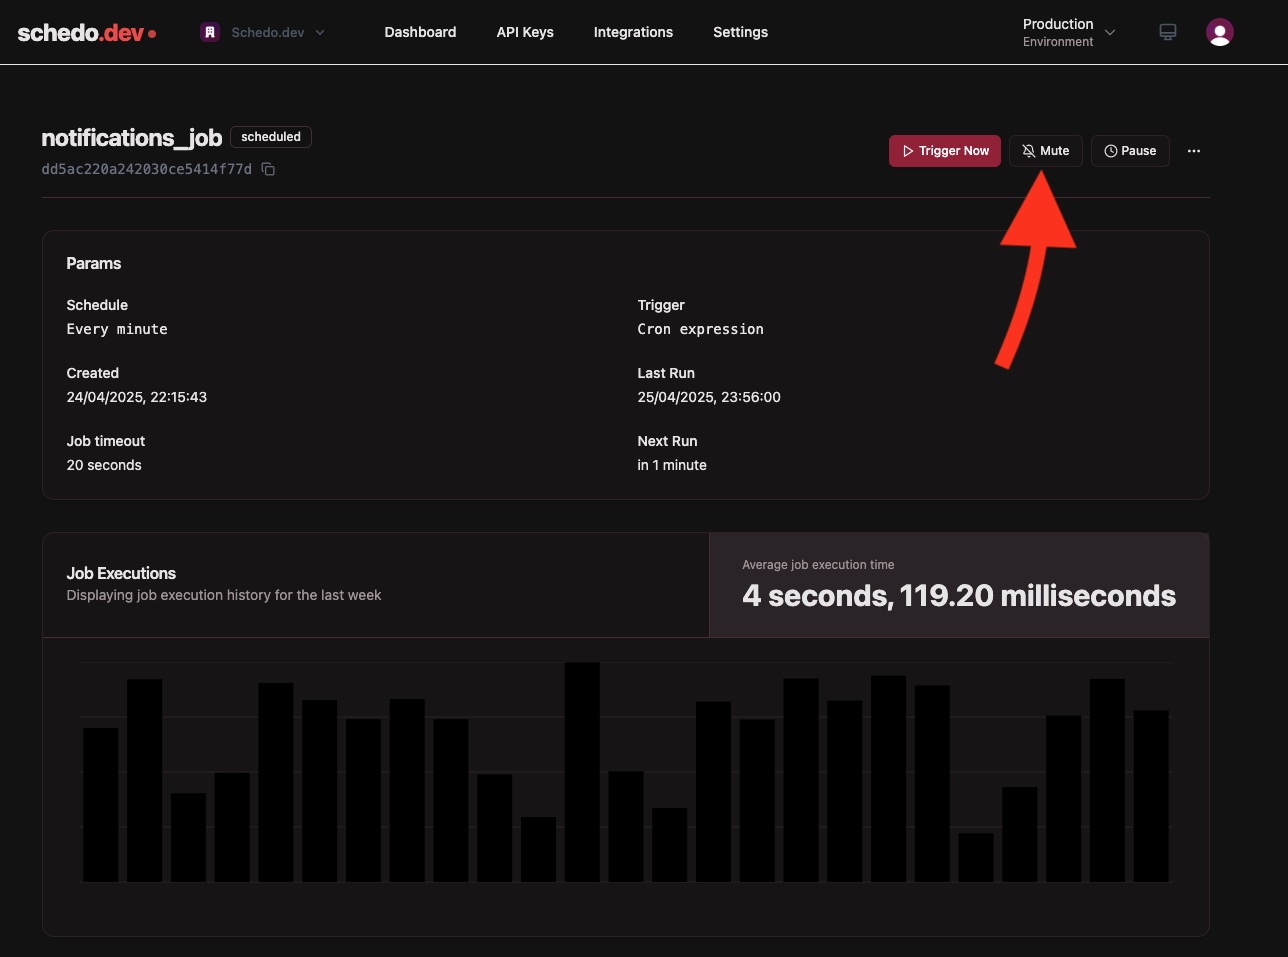 schedo.dev
Schedo.dev
Dashboard
API Keys
Integrations
Settings
Production
Environment
notifications_job
scheduled
dd5ac220a242030ce5414f77d
Trigger Now
Mute
Pause
Params
Schedule
Every minute
Trigger
Cron expression
Created
24/04/2025, 22:15:43
Last Run
25/04/2025, 23:56:00
Job timeout
20 seconds
Next Run
in 1 minute
Job Executions
Displaying job execution history for the last week
Average job execution time
4 seconds, 119.20 milliseconds